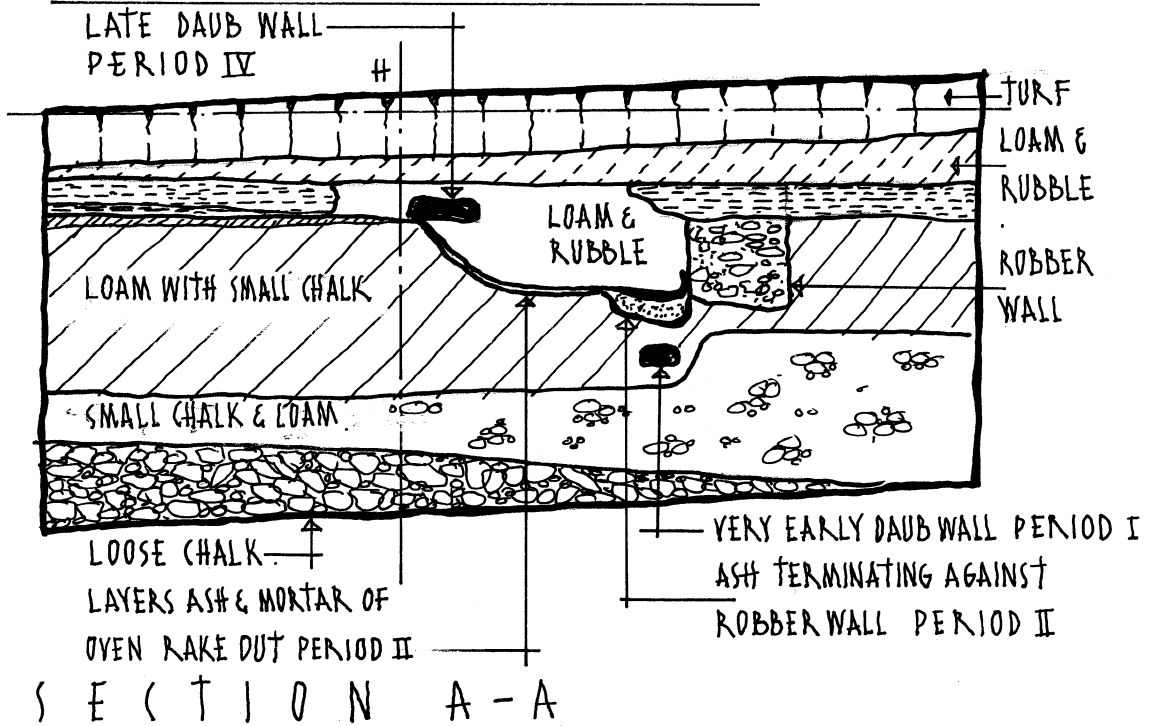 LATE DAUB WALL
PERIOD IV
H
TURF
LOAM &
RUBBLE
LOAM &
RUBBLE
ROBBER
WALL
LOAM WITH SMALL CHALK
SMALL CHALK & LOAM.
VERY EARLY DAUB WALL PERIOD I
LOOSE CHALK.
ASH TERMINATING AGAINST
ROBBER WALL PERIOD II
LAYERS ASH & MORTAR OF
OVEN RAKE OUT PERIOD II
SECTION A-A